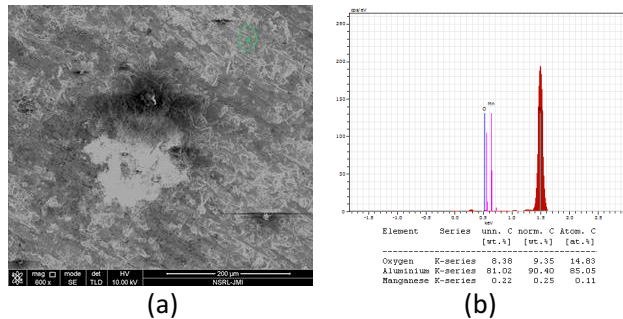 cps/eV
250
200
150
100
50
0
O Mn
-1.5 -1.0 -0.5 0.0 0.5 1.0 1.5 2.0 2.5
keV
Element Series unn. C norm. C Atom. C
[wt.%] [wt.%] [at.%]
Oxygen K-series 8.38 9.35 14.83
Aluminium K-series 81.02 90.40 85.05
Manganese K-series 0.22 0.25 0.11
mag mode det HV 200 μm
600 x SE TLD 10.00 kV NSRL-JMI
(a) (b)